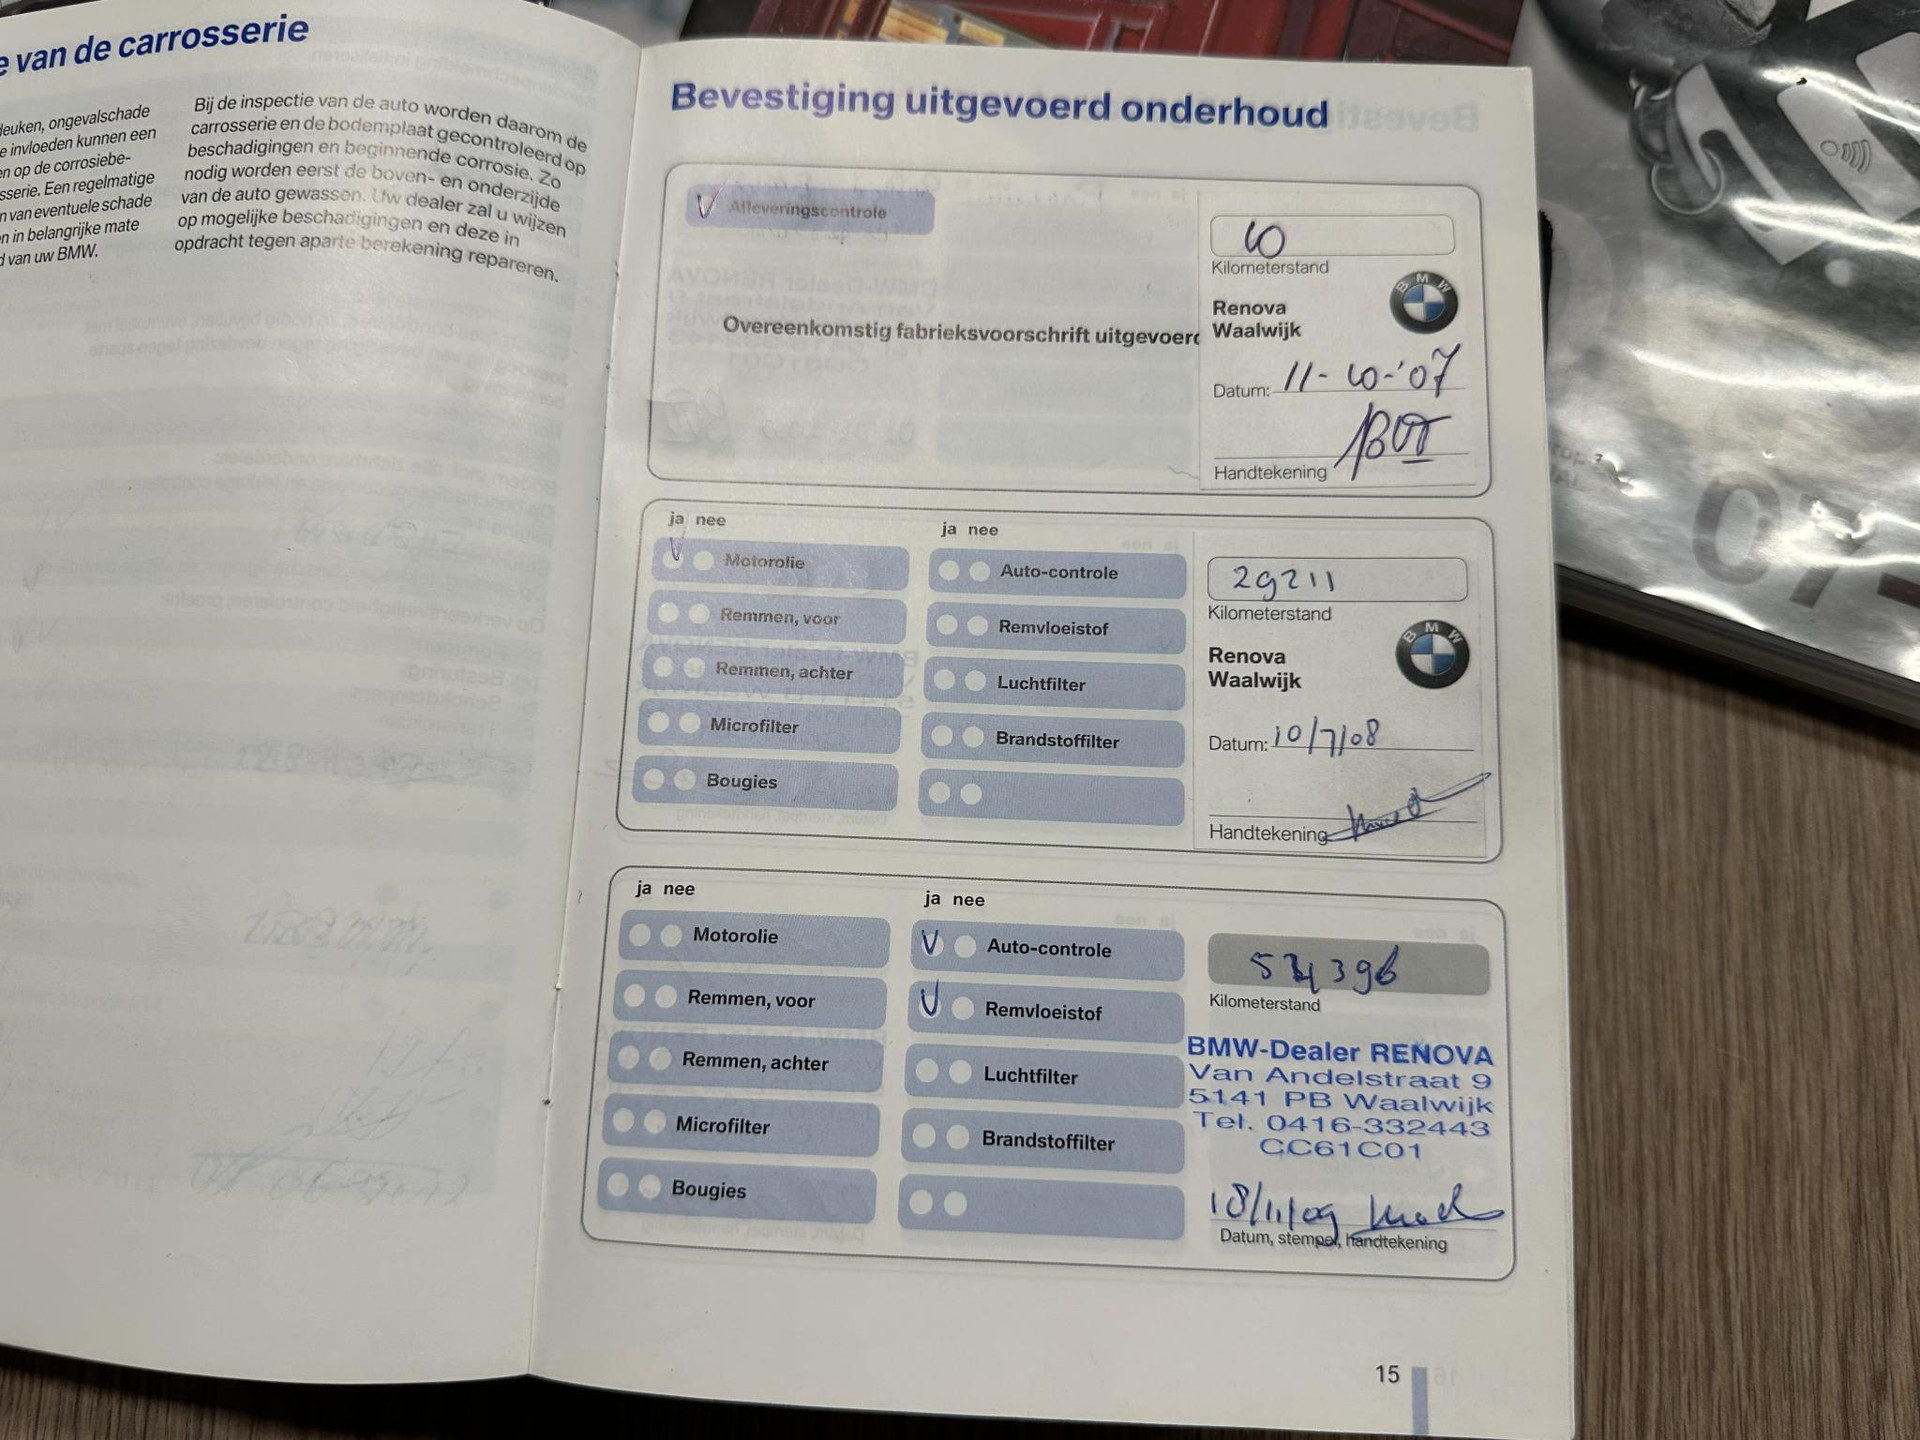 e van de carrosserie
deuken, ongevalschade
e invloeden kunnen een
en op de corrosiebe-
sserie. Een regelmatige
n van eventuele schade
n in belangrijke mate
d van uw BMW.
Bij de inspectie van de auto worden daarom de
carrosserie en de bodemplaat gecontroleerd op
beschadigingen en beginnende corrosie. Zo
nodig worden eerst de boven- en onderzijde
van de auto gewassen. Uw dealer zal u wijzen
op mogelijke beschadigingen en deze in
opdracht tegen aparte berekening repareren.
Bevestiging uitgevoerd onderhoud
V Afleveringscontrole
Overeenkomstig fabrieksvoorschrift uitgevoerd
10
Kilometerstand
BMW
Renova
Waalwijk
Datum: 11-10-'07
Handtekening
ja nee
V Motorolie
Remmen, voor
Remmen, achter
Microfilter
Bougies
ja nee
Auto-controle
Remvloeistof
Luchtfilter
Brandstoffilter
29211
Kilometerstand
BMW
Renova
Waalwijk
Datum: 10/7/08
Handtekening
ja nee
Motorolie
Remmen, voor
Remmen, achter
Microfilter
Bougies
ja nee
V Auto-controle
V Remvloeistof
Luchtfilter
Brandstoffilter
Kilometerstand
BMW-Dealer RENOVA
Van Andelstraat 9
5141 PB Waalwijk
Tel. 0416-332443
CC61C01
18/11/09
Datum, stempel, handtekening
15
07-